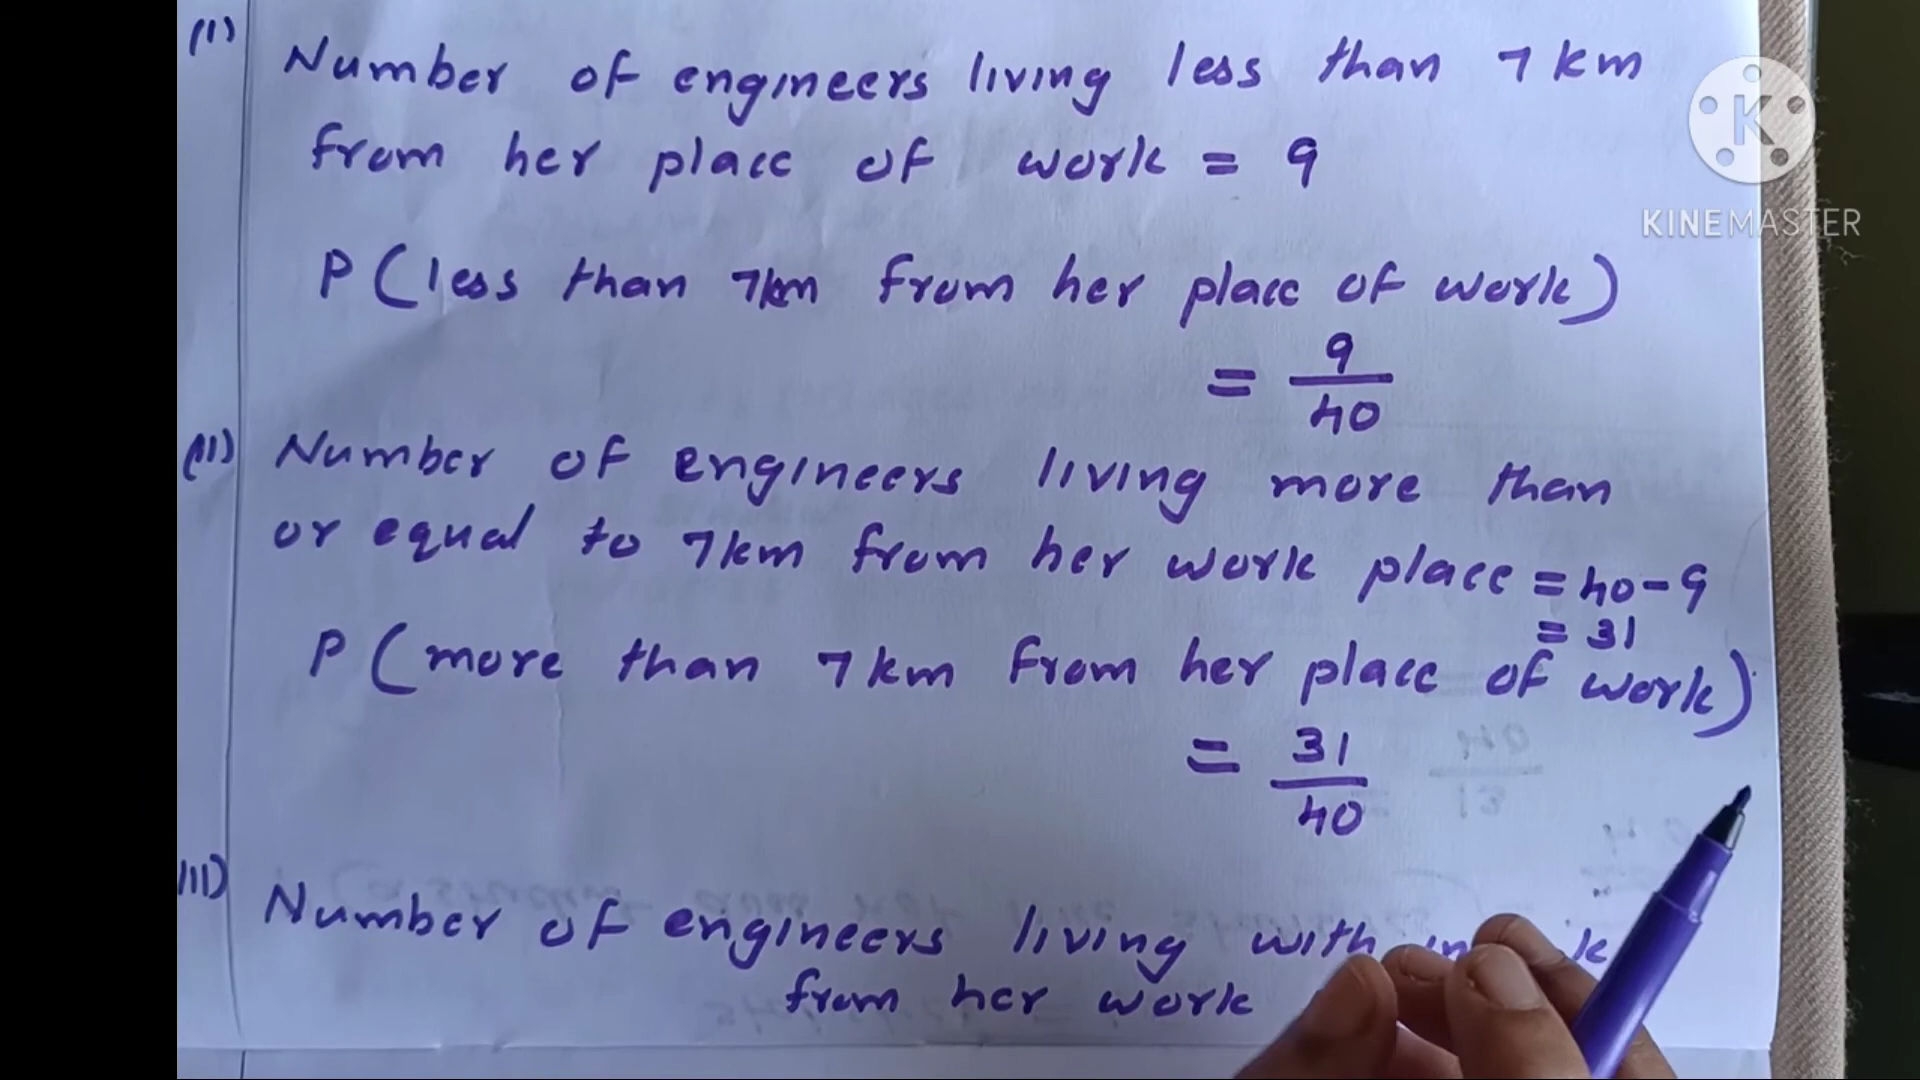 (I) Number of engineers living less than 7 km
from her place of work = 9
P (less than 7km from her place of work)
= 9/40
(II) Number of engineers living more than
or equal to 7km from her work place = 40-9
= 31
P (more than 7km from her place of work)
= 31/40
III) Number of engineers living with in
from her work
K
KINEMASTER